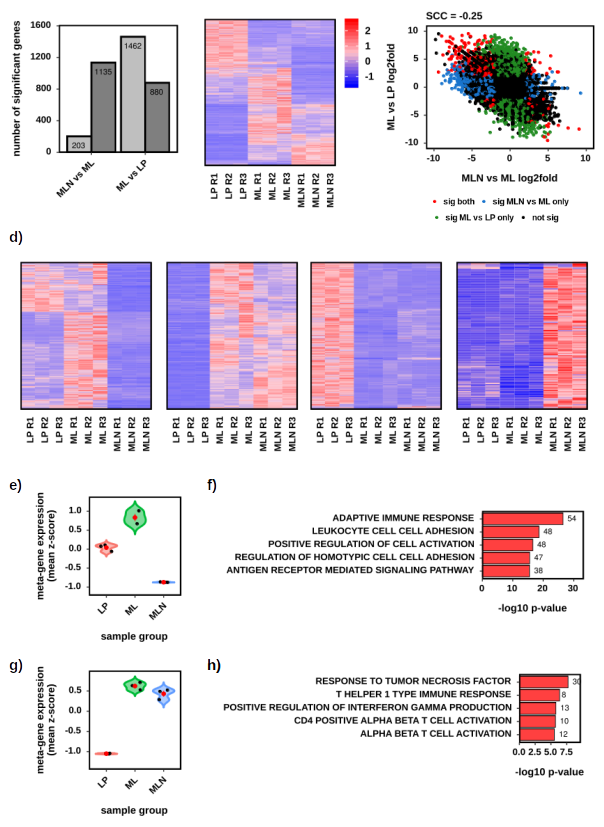 number of significant genes
1600
1200
800
400
0
203
1135
1462
880
MLN vs ML
ML vs LP
2
1
0
-1
LP R1
LP R2
LP R3
ML R1
ML R2
ML R3
MLN R1
MLN R2
MLN R3
SCC = -0.25
ML vs LP log2fold
10
5
0
-5
-10
-10
-5
0
5
10
MLN vs ML log2fold
sig both
sig MLN vs ML only
sig ML vs LP only
not sig
d)
LP R1
LP R2
LP R3
ML R1
ML R2
ML R3
MLN R1
MLN R2
MLN R3
LP R1
LP R2
LP R3
ML R1
ML R2
ML R3
MLN R1
MLN R2
MLN R3
LP R1
LP R2
LP R3
ML R1
ML R2
ML R3
MLN R1
MLN R2
MLN R3
LP R1
LP R2
LP R3
ML R1
ML R2
ML R3
MLN R1
MLN R2
MLN R3
e)
meta-gene expression
(mean z-score)
1.0
0.5
0.0
-0.5
-1.0
LP
ML
MLN
sample group
f)
ADAPTIVE IMMUNE RESPONSE
54
LEUKOCYTE CELL CELL ADHESION
48
POSITIVE REGULATION OF CELL ACTIVATION
48
REGULATION OF HOMOTYPIC CELL CELL ADHESION
47
ANTIGEN RECEPTOR MEDIATED SIGNALING PATHWAY
38
0
10
20
30
-log10 p-value
g)
meta-gene expression
(mean z-score)
0.5
0.0
-1.0
LP
ML
MLN
sample group
h)
RESPONSE TO TUMOR NECROSIS FACTOR
30
T HELPER 1 TYPE IMMUNE RESPONSE
8
POSITIVE REGULATION OF INTERFERON GAMMA PRODUCTION
13
CD4 POSITIVE ALPHA BETA T CELL ACTIVATION
10
ALPHA BETA T CELL ACTIVATION
12
0.0
2.5
5.0
7.5
-log10 p-value